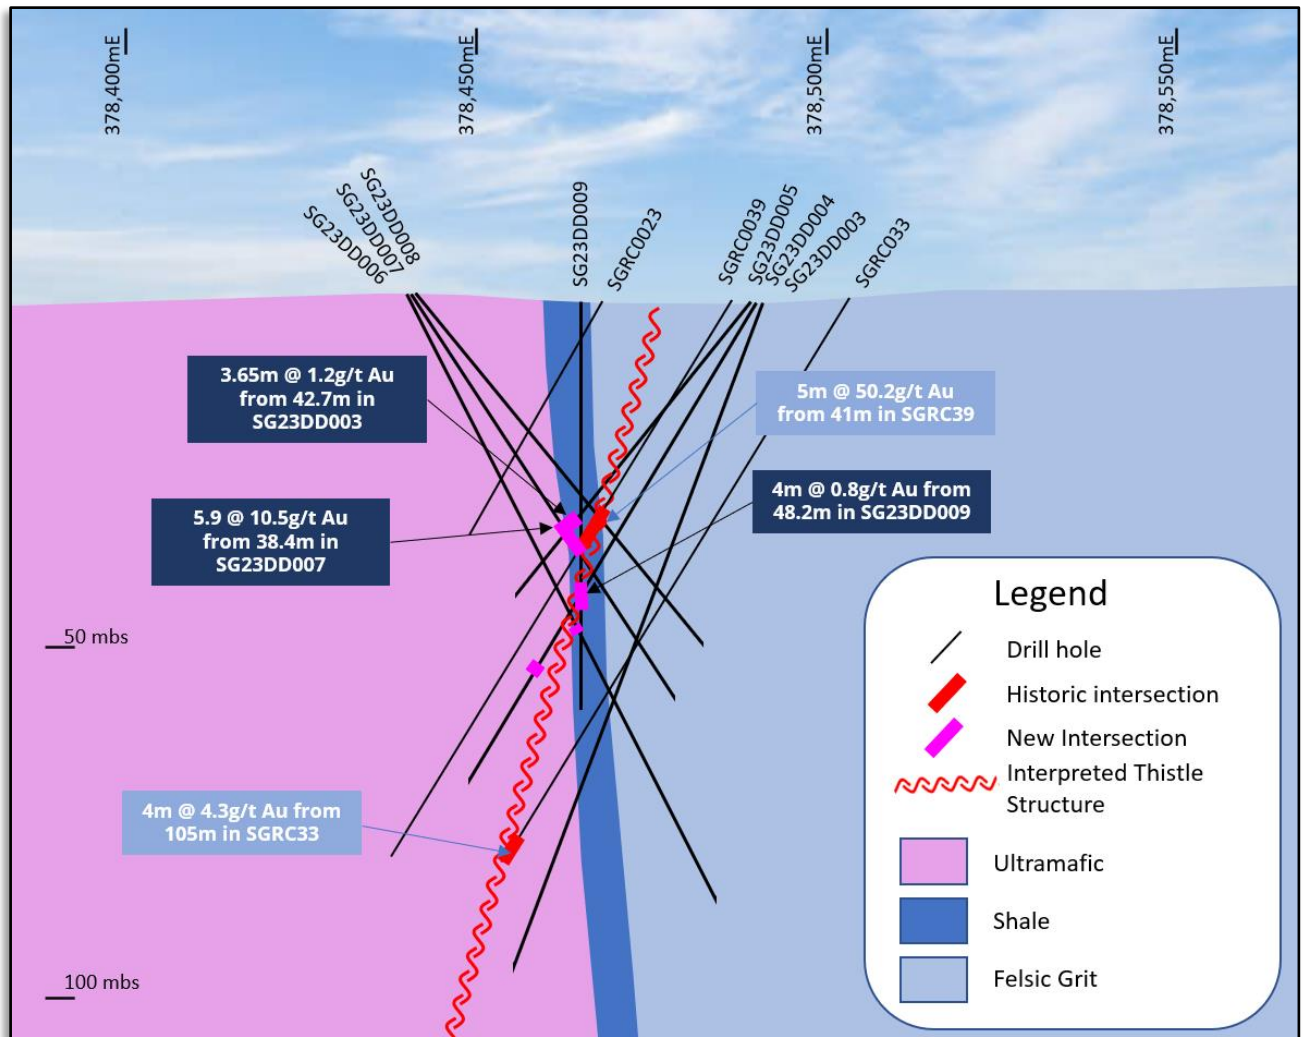 378,400mE
378,450mE
378,500mE
378,550mE
SG23DD006
SG23DD007
SG23DD008
SG23DD009
SGRC0023
SGRC0039
SG23DD005
SG23DD004
SG23DD003
SGRC033
3.65m @ 1.2g/t Au
from 42.7m in
SG23DD003
5m @ 50.2g/t Au
from 41m in SGRC39
5.9 @ 10.5g/t Au
from 38.4m in
SG23DD007
4m @ 0.8g/t Au from
48.2m in SG23DD009
50 mbs
4m @ 4.3g/t Au from
105m in SGRC33
100 mbs
Legend
Drill hole
Historic intersection
New Intersection
Interpreted Thistle
Structure
Ultramafic
Shale
Felsic Grit